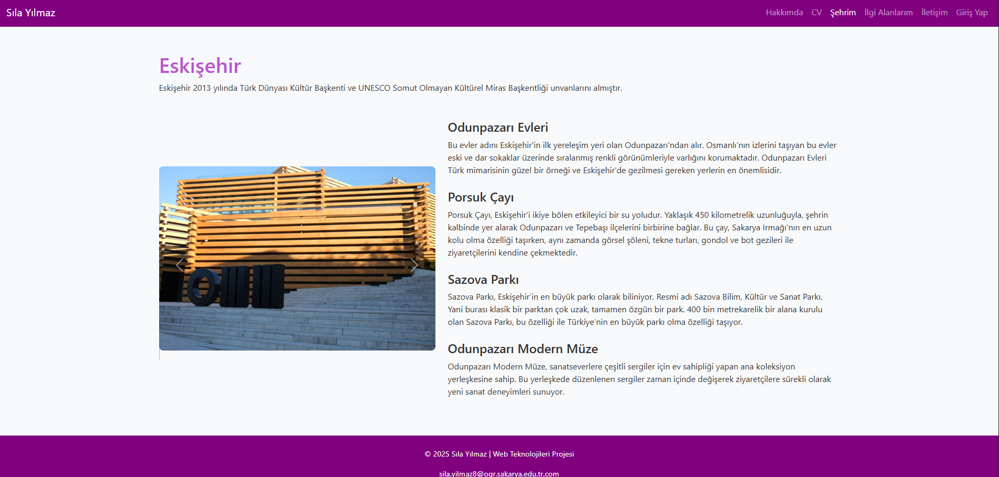 Sıla Yılmaz
Hakkımda CV Şehrim İlgi Alanlarım İletişim Giriş Yap
Eskişehir
Eskişehir 2013 yılında Türk Dünyası Kültür Başkenti ve UNESCO Somut Olmayan Kültürel Miras Başkentliği unvanlarını almıştır.
OMM
Odunpazarı Evleri
Bu evler adını Eskişehir'in ilk yereleşim yeri olan Odunpazarı'ndan alır. Osmanlı'nın izlerini taşıyan bu evler
eski ve dar sokaklar üzerinde sıralanmış renkli görünümleriyle varlığını korumaktadır. Odunpazarı Evleri
Türk mimarisinin güzel bir örneği ve Eskişehir'de gezilmesi gereken yerlerin en önemlisidir.
Porsuk Çayı
Porsuk Çayı, Eskişehir'i ikiye bölen etkileyici bir su yoludur. Yaklaşık 450 kilometrelik uzunluğuyla, şehrin
kalbinde yer alarak Odunpazarı ve Tepebaşı ilçelerini birbirine bağlar. Bu çay, Sakarya Irmağı'nın en uzun
kolu olma özelliği taşırken, aynı zamanda görsel şöleni, tekne turları, gondol ve bot gezileri ile
ziyaretçilerini kendine çekmektedir.
Sazova Parkı
Sazova Parkı, Eskişehir’in en büyük parkı olarak biliniyor. Resmi adı Sazova Bilim, Kültür ve Sanat Parkı.
Yani burası klasik bir parktan çok uzak, tamamen özgün bir park. 400 bin metrekarelik bir alana kurulu
olan Sazova Parkı, bu özelliği ile Türkiye’nin en büyük parkı olma özelliği taşıyor.
Odunpazarı Modern Müze
Odunpazarı Modern Müze, sanatseverlere çeşitli sergiler için ev sahipliği yapan ana koleksiyon
yerleşkesine sahip. Bu yerleşkede düzenlenen sergiler zaman içinde değişerek ziyaretçilere sürekli olarak
yeni sanat deneyimleri sunuyor.
© 2025 Sıla Yılmaz | Web Teknolojileri Projesi
sila.yilmaz8@ogr.sakarya.edu.tr.com